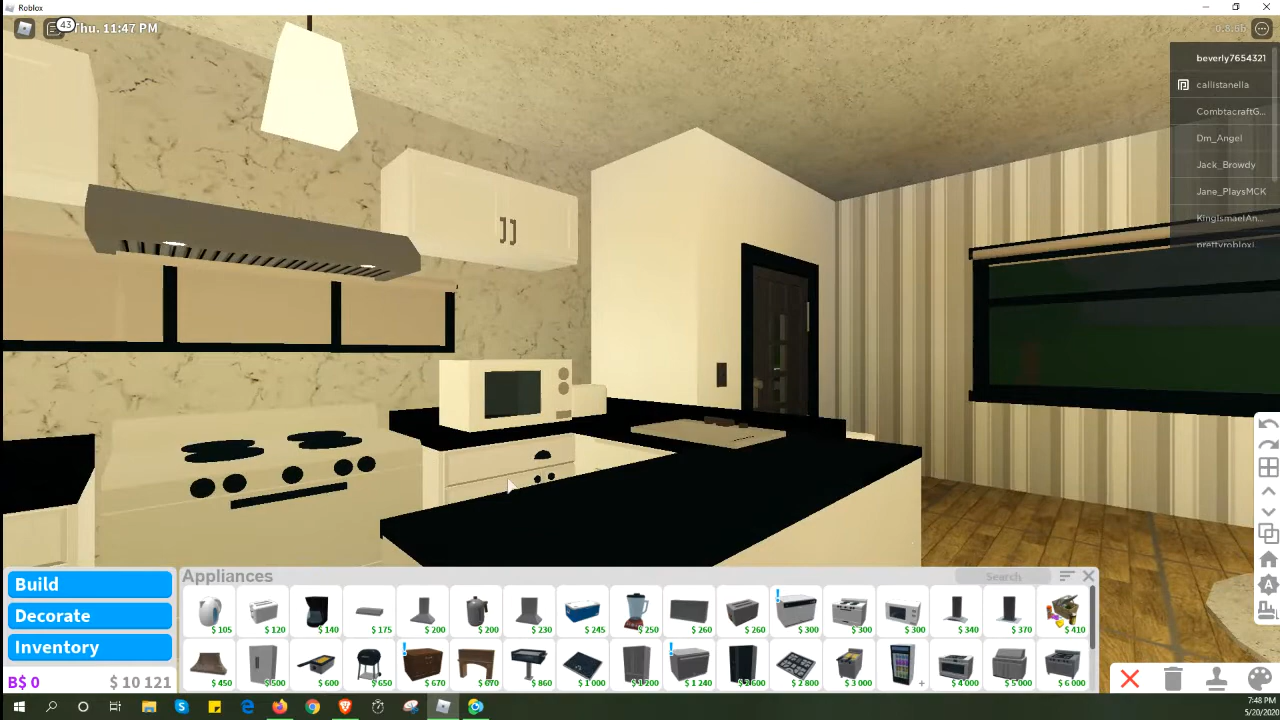 Roblox
43
Thu. 11:47 PM
0.8.6b
beverly7654321
callistanella
CombtacraftG...
Dm_Angel
Jack_Browdy
Jane_PlaysMCK
KingIsmaelAn...
prettyrobloxi...
Build
Decorate
Inventory
B$ 0
$ 10 121
Appliances
Search
$ 105
$ 120
$ 140
$ 175
$ 200
$ 200
$ 230
$ 245
$ 250
$ 260
$ 260
$ 300
$ 300
$ 300
$ 340
$ 370
$ 410
$ 450
$ 500
$ 600
$ 650
$ 670
$ 670
$ 860
$ 1 000
$ 1 200
$ 1 240
$ 2 800
$ 3 000
$ 4 000
$ 5 000
$ 6 000
7:48 PM
5/20/2020